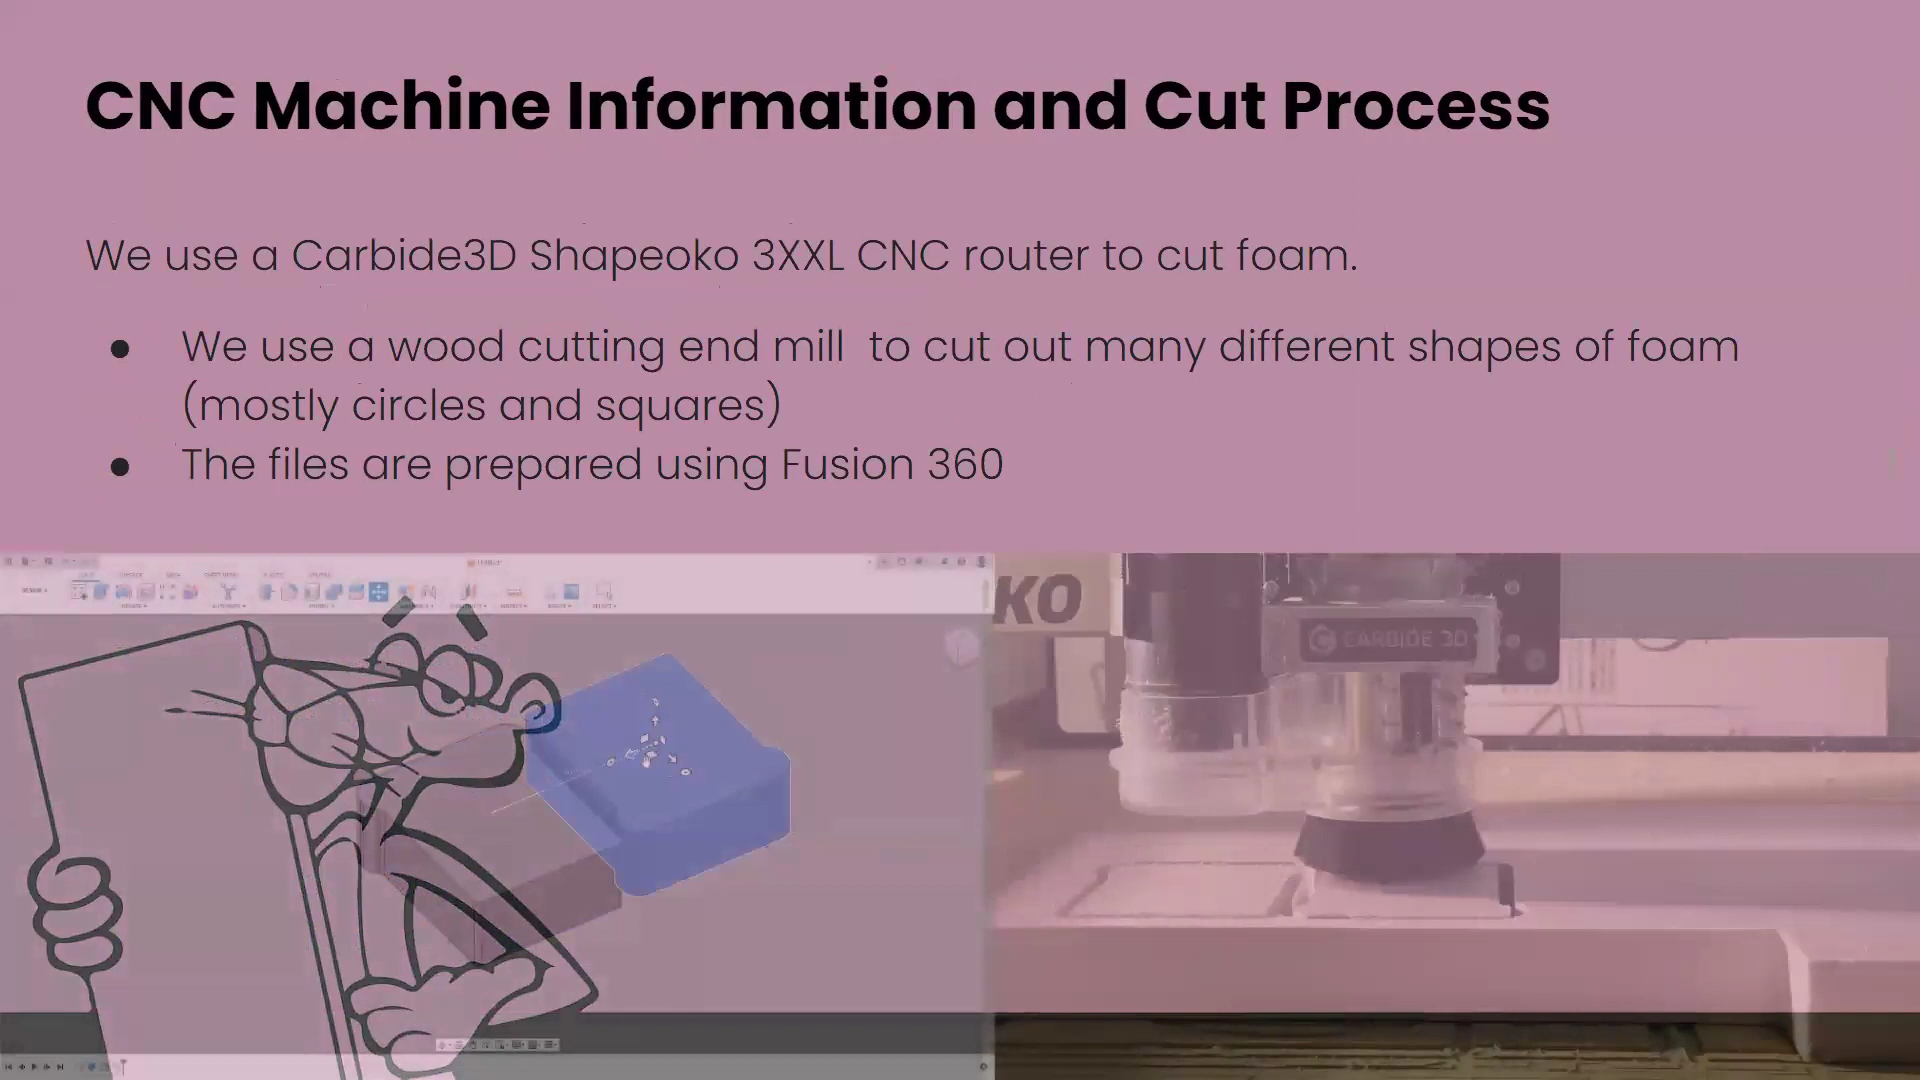 CNC Machine Information and Cut Process
We use a Carbide3D Shapeoko 3XXL CNC router to cut foam.
● We use a wood cutting end mill  to cut out many different shapes of foam
(mostly circles and squares)
● The files are prepared using Fusion 360
KO
CARBIDE 3D